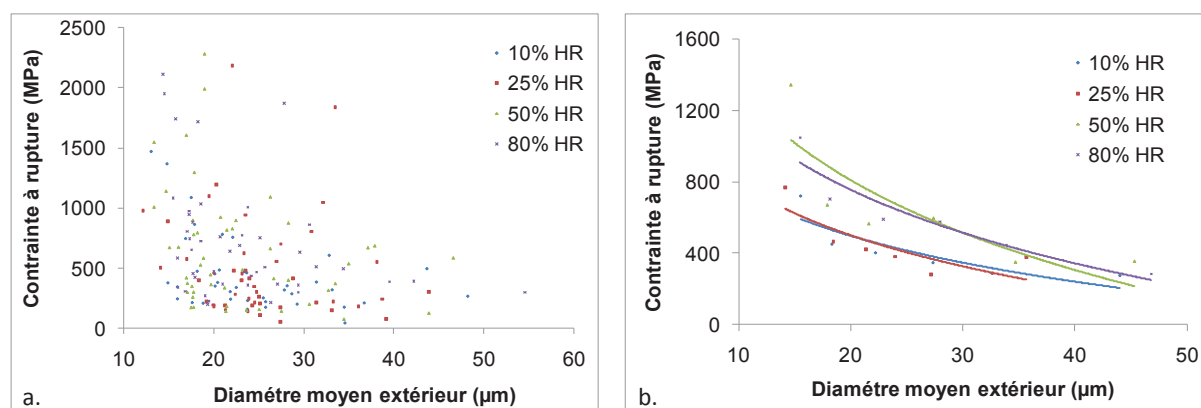 2500
2000
1500
1000
500
0
10 20 30 40 50 60
Contrainte à rupture (MPa)
Diamétre moyen extérieur (µm)
10% HR
25% HR
50% HR
80% HR
a.
1600
1200
800
400
0
10 20 30 40 50
Contrainte à rupture (MPa)
Diamétre moyen extérieur (µm)
10% HR
25% HR
50% HR
80% HR
b.